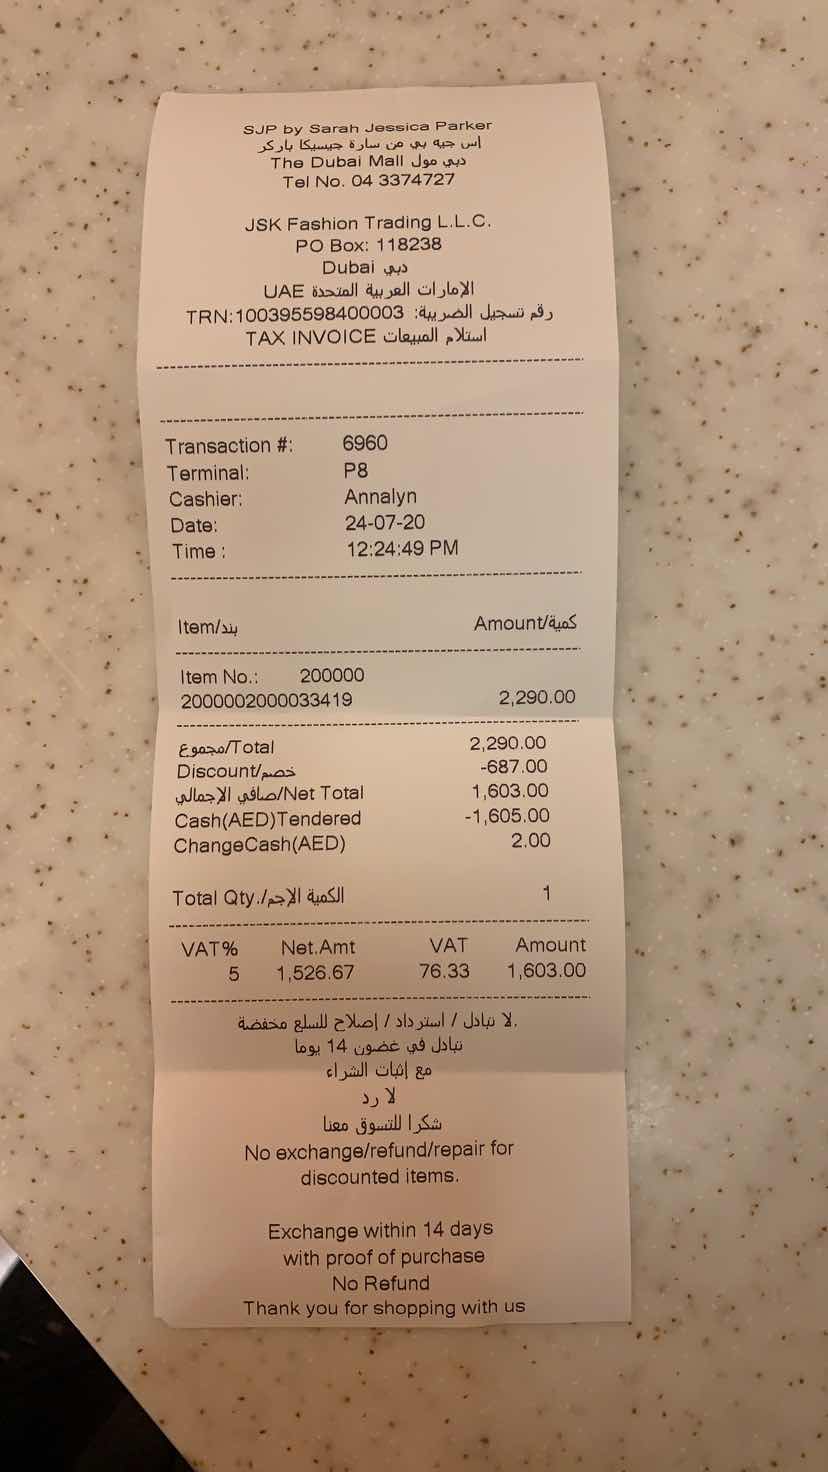 SJP by Sarah Jessica Parker
إس جيه بي من سارة جيسيكا باركر
The Dubai Mall دبي مول
Tel No. 04 3374727
JSK Fashion Trading L.L.C.
PO Box: 118238
Dubai دبي
UAE الإمارات العربية المتحدة
TRN:100395598400003 رقم تسجيل الضريبة:
TAX INVOICE استلام المبيعات
Transaction #: 6960
Terminal: P8
Cashier: Annalyn
Date: 24-07-20
Time : 12:24:49 PM
Item/بند Amount/كمية
Item No.: 200000
2000002000033419 2,290.00
مجموع/Total 2,290.00
Discount/خصم -687.00
صافي الإجمالي/Net Total 1,603.00
Cash(AED)Tendered -1,605.00
ChangeCash(AED) 2.00
Total Qty./الكمية الإجم 1
VAT% Net.Amt VAT Amount
5 1,526.67 76.33 1,603.00
لا تبادل / استرداد / إصلاح للسلع مخفضة.
تبادل في غضون 14 يوما
مع إثبات الشراء
لا رد
شكرا للتسوق معنا
No exchange/refund/repair for
discounted items.
Exchange within 14 days
with proof of purchase
No Refund
Thank you for shopping with us